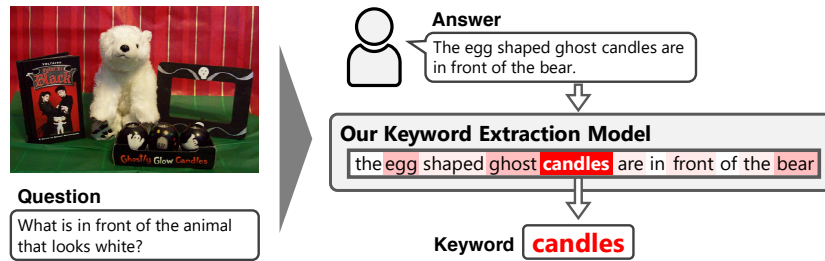 VOLTAIRE
Black
Ghostly Glow Candles
Question
What is in front of the animal
that looks white?
Answer
The egg shaped ghost candles are
in front of the bear.
Our Keyword Extraction Model
the egg shaped ghost candles are in front of the bear
Keyword candles